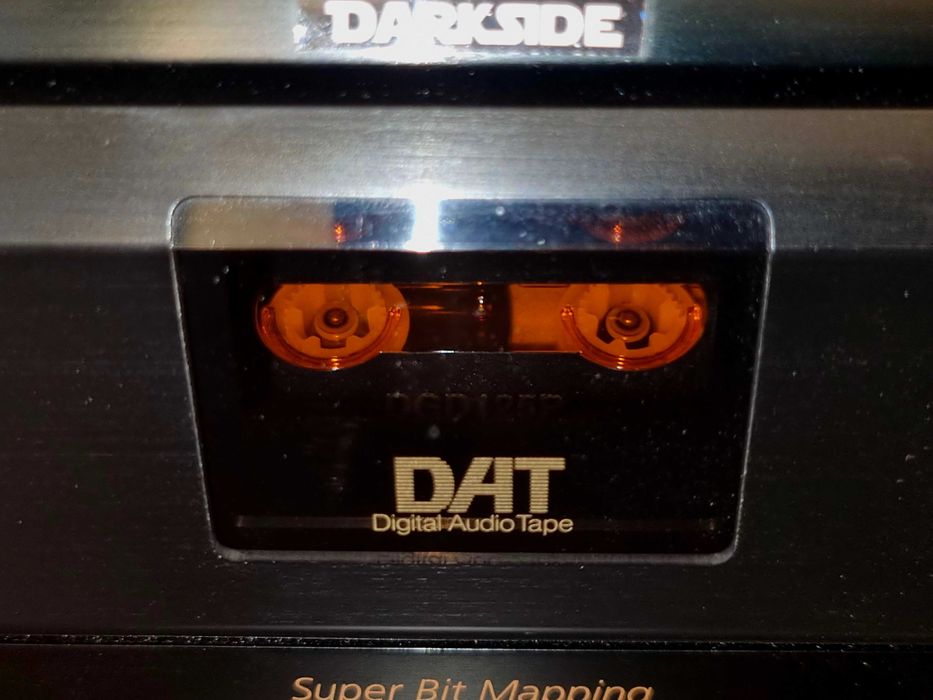 DARKSIDE
DAT
Digital Audio Tape
Super Bit Mapping